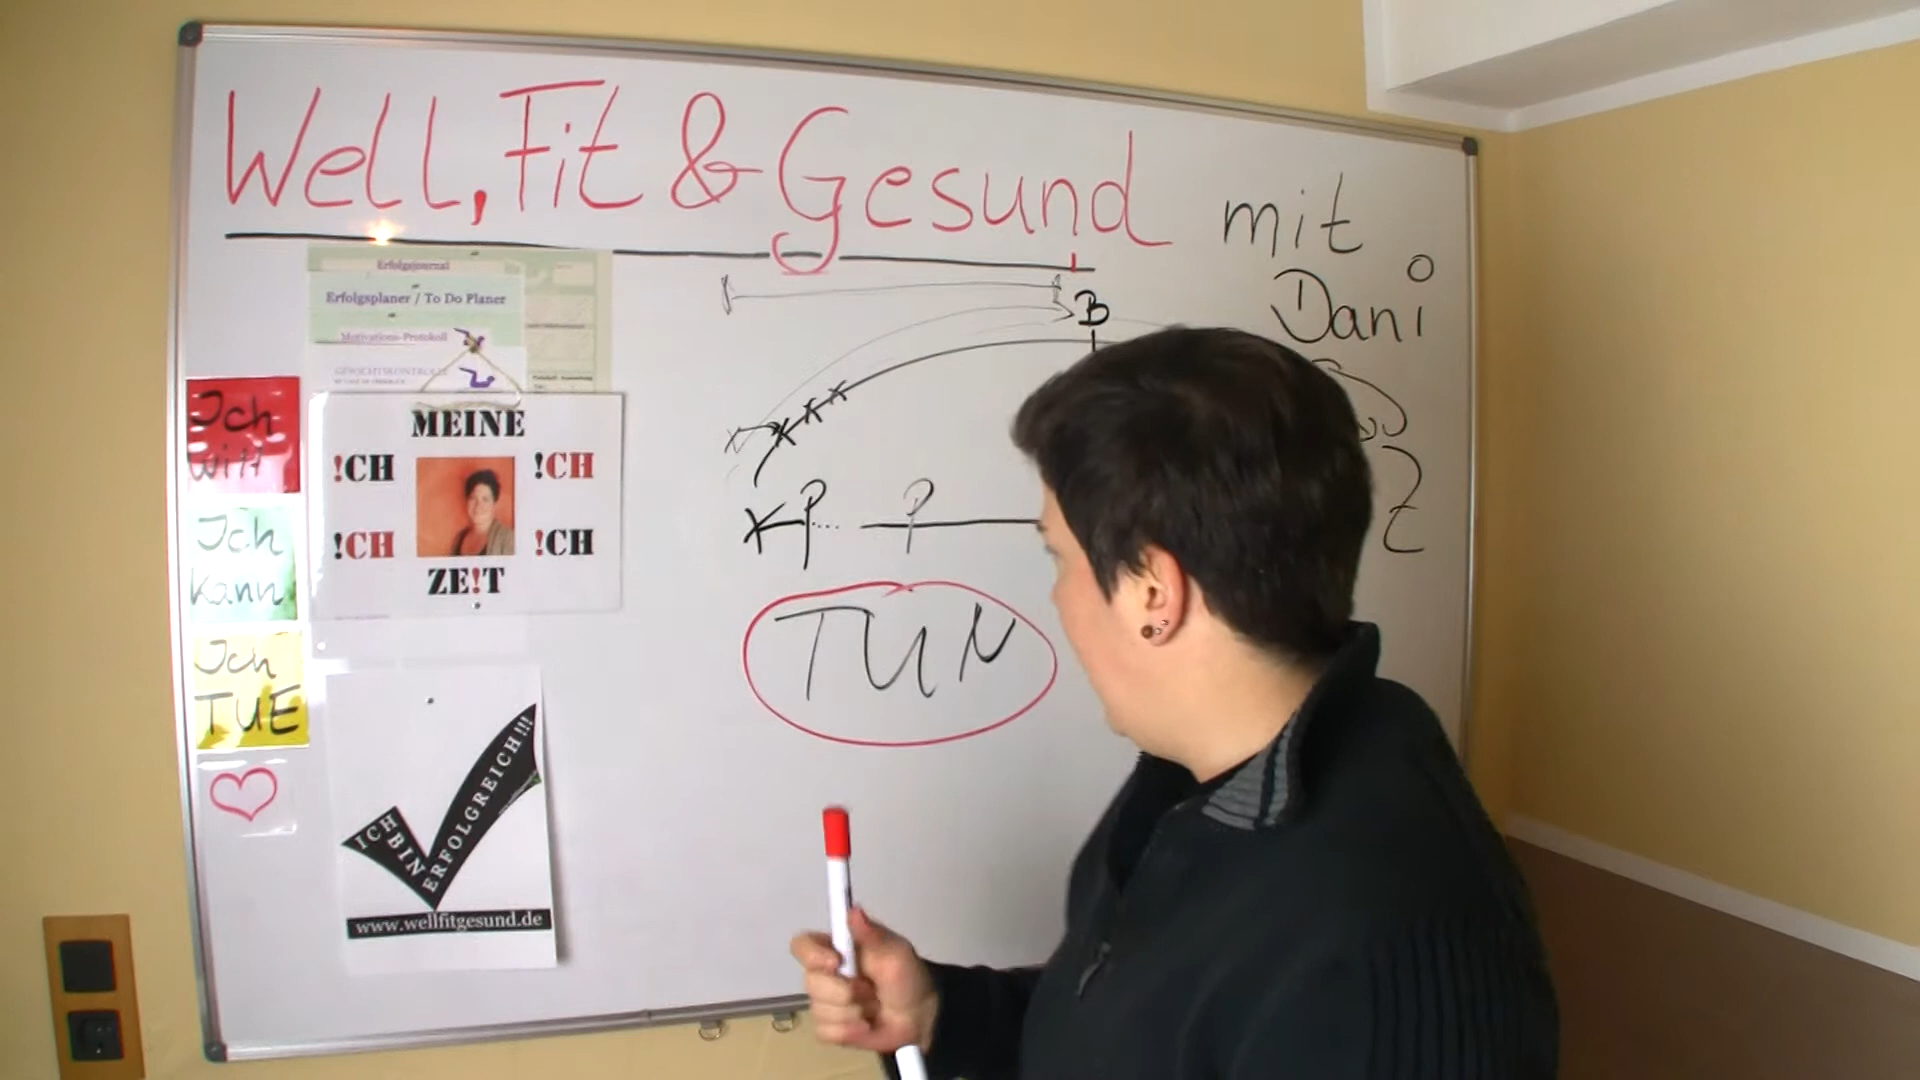 Well, Fit & Gesund mit
Dani
Erfolgsjournal
Erfolgsplaner / To Do Planer
Motivations-Protokoll
GEWICHTSKONTROLLE
B
Ich
will
MEINE
!CH !CH
!CH !CH
ZE!T
Ich
kann
P P
Z
TUN
Ich
TUE
ICH BIN ERFOLGREICH!!!
www.wellfitgesund.de